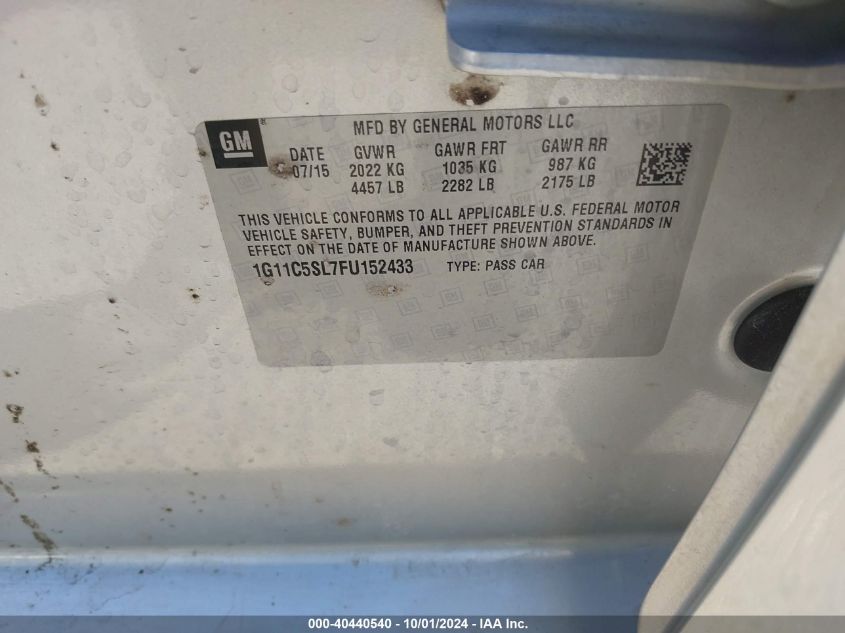 GM
MFD BY GENERAL MOTORS LLC
DATE GVWR GAWR FRT GAWR RR
07/15 2022 KG 1035 KG 987 KG
4457 LB 2282 LB 2175 LB
THIS VEHICLE CONFORMS TO ALL APPLICABLE U.S. FEDERAL MOTOR
VEHICLE SAFETY, BUMPER, AND THEFT PREVENTION STANDARDS IN
EFFECT ON THE DATE OF MANUFACTURE SHOWN ABOVE.
1G11C5SL7FU152433 TYPE: PASS CAR
000-40440540 - 10/01/2024 - IAA Inc.